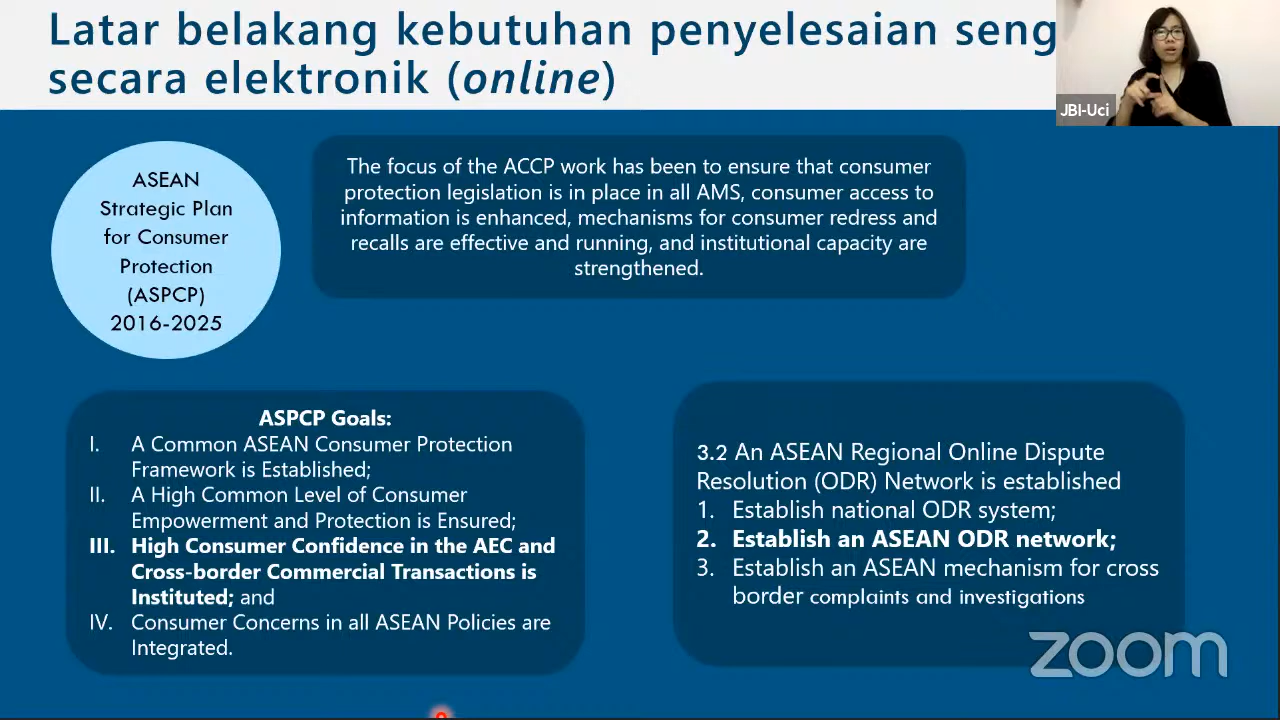 Latar belakang kebutuhan penyelesaian seng
secara elektronik (online)
JBI-Uci
ASEAN
Strategic Plan
for Consumer
Protection
(ASPCP)
2016-2025
The focus of the ACCP work has been to ensure that consumer
protection legislation is in place in all AMS, consumer access to
information is enhanced, mechanisms for consumer redress and
recalls are effective and running, and institutional capacity are
strengthened.
ASPCP Goals:
I. A Common ASEAN Consumer Protection
Framework is Established;
II. A High Common Level of Consumer
Empowerment and Protection is Ensured;
III. High Consumer Confidence in the AEC and
Cross-border Commercial Transactions is
Instituted; and
IV. Consumer Concerns in all ASEAN Policies are
Integrated.
3.2 An ASEAN Regional Online Dispute
Resolution (ODR) Network is established
1. Establish national ODR system;
2. Establish an ASEAN ODR network;
3. Establish an ASEAN mechanism for cross
border complaints and investigations
zoom